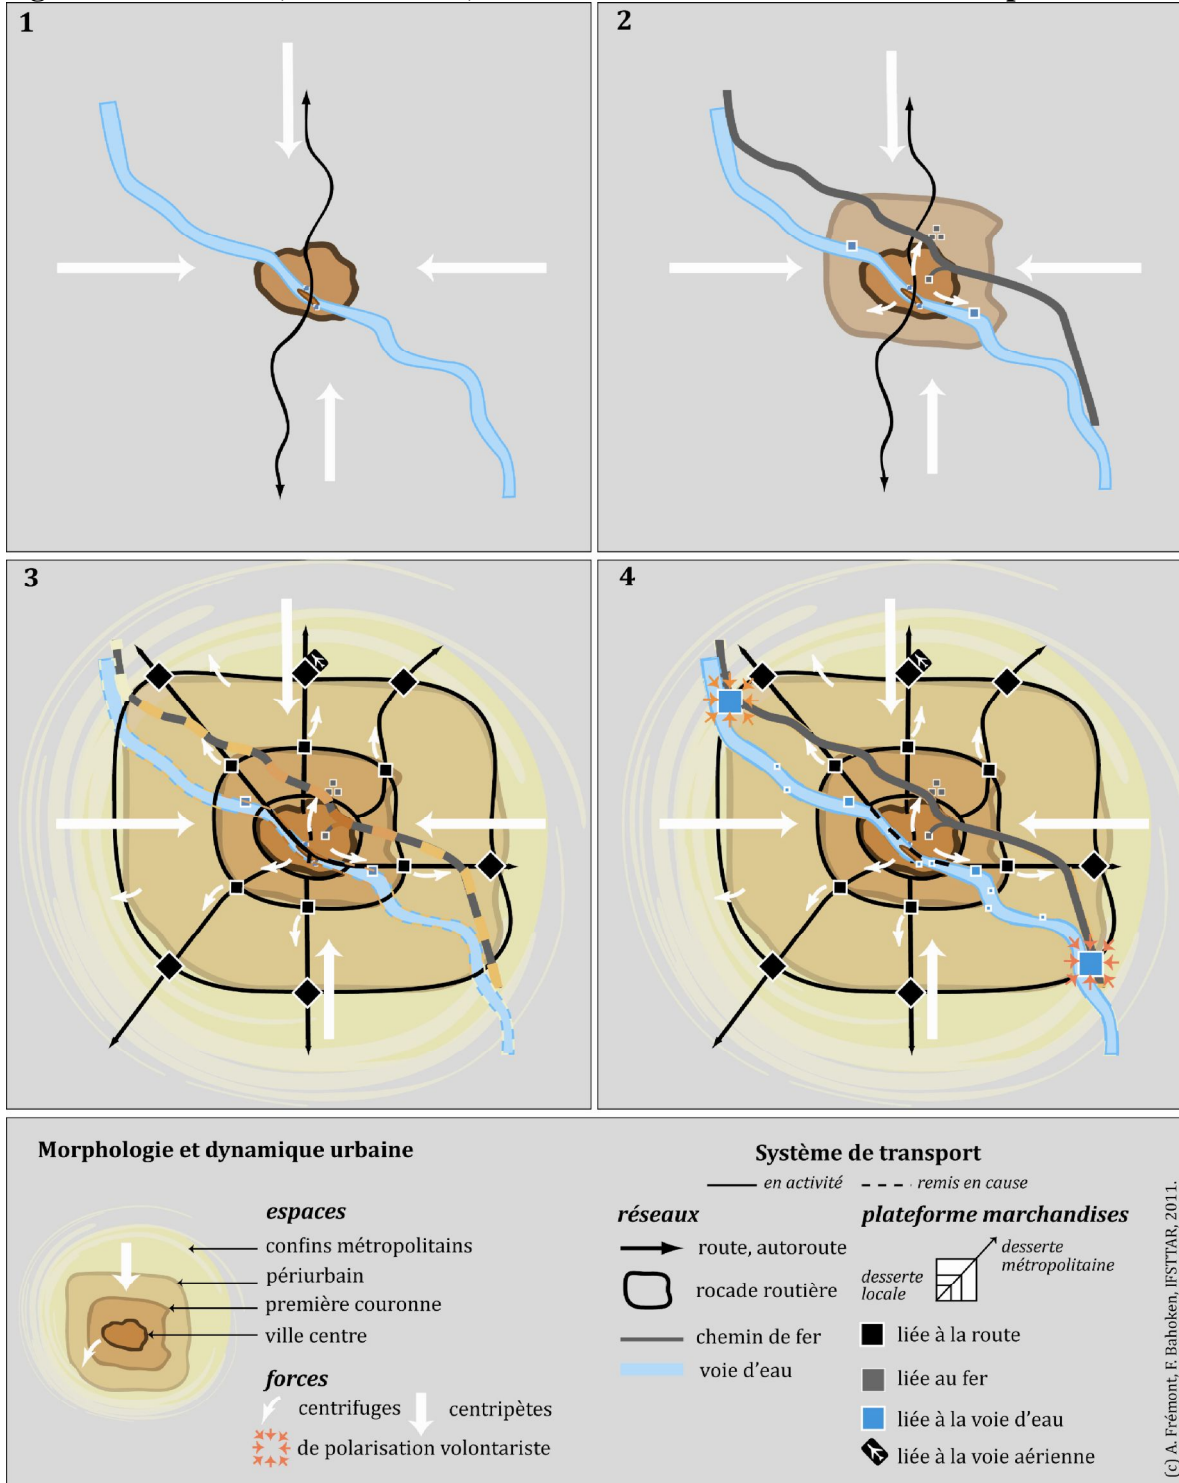 1
2
3
4
Morphologie et dynamique urbaine
espaces
confins métropolitains
périurbain
première couronne
ville centre
forces
centrifuges
centripètes
de polarisation volontariste
Système de transport
en activité
remis en cause
réseaux
route, autoroute
rocade routière
chemin de fer
voie d'eau
plateforme marchandises
desserte
métropolitaine
desserte
locale
liée à la route
liée au fer
liée à la voie d'eau
liée à la voie aérienne
(c) A. Frémont, F. Bahoken, IFSTTAR, 2011.